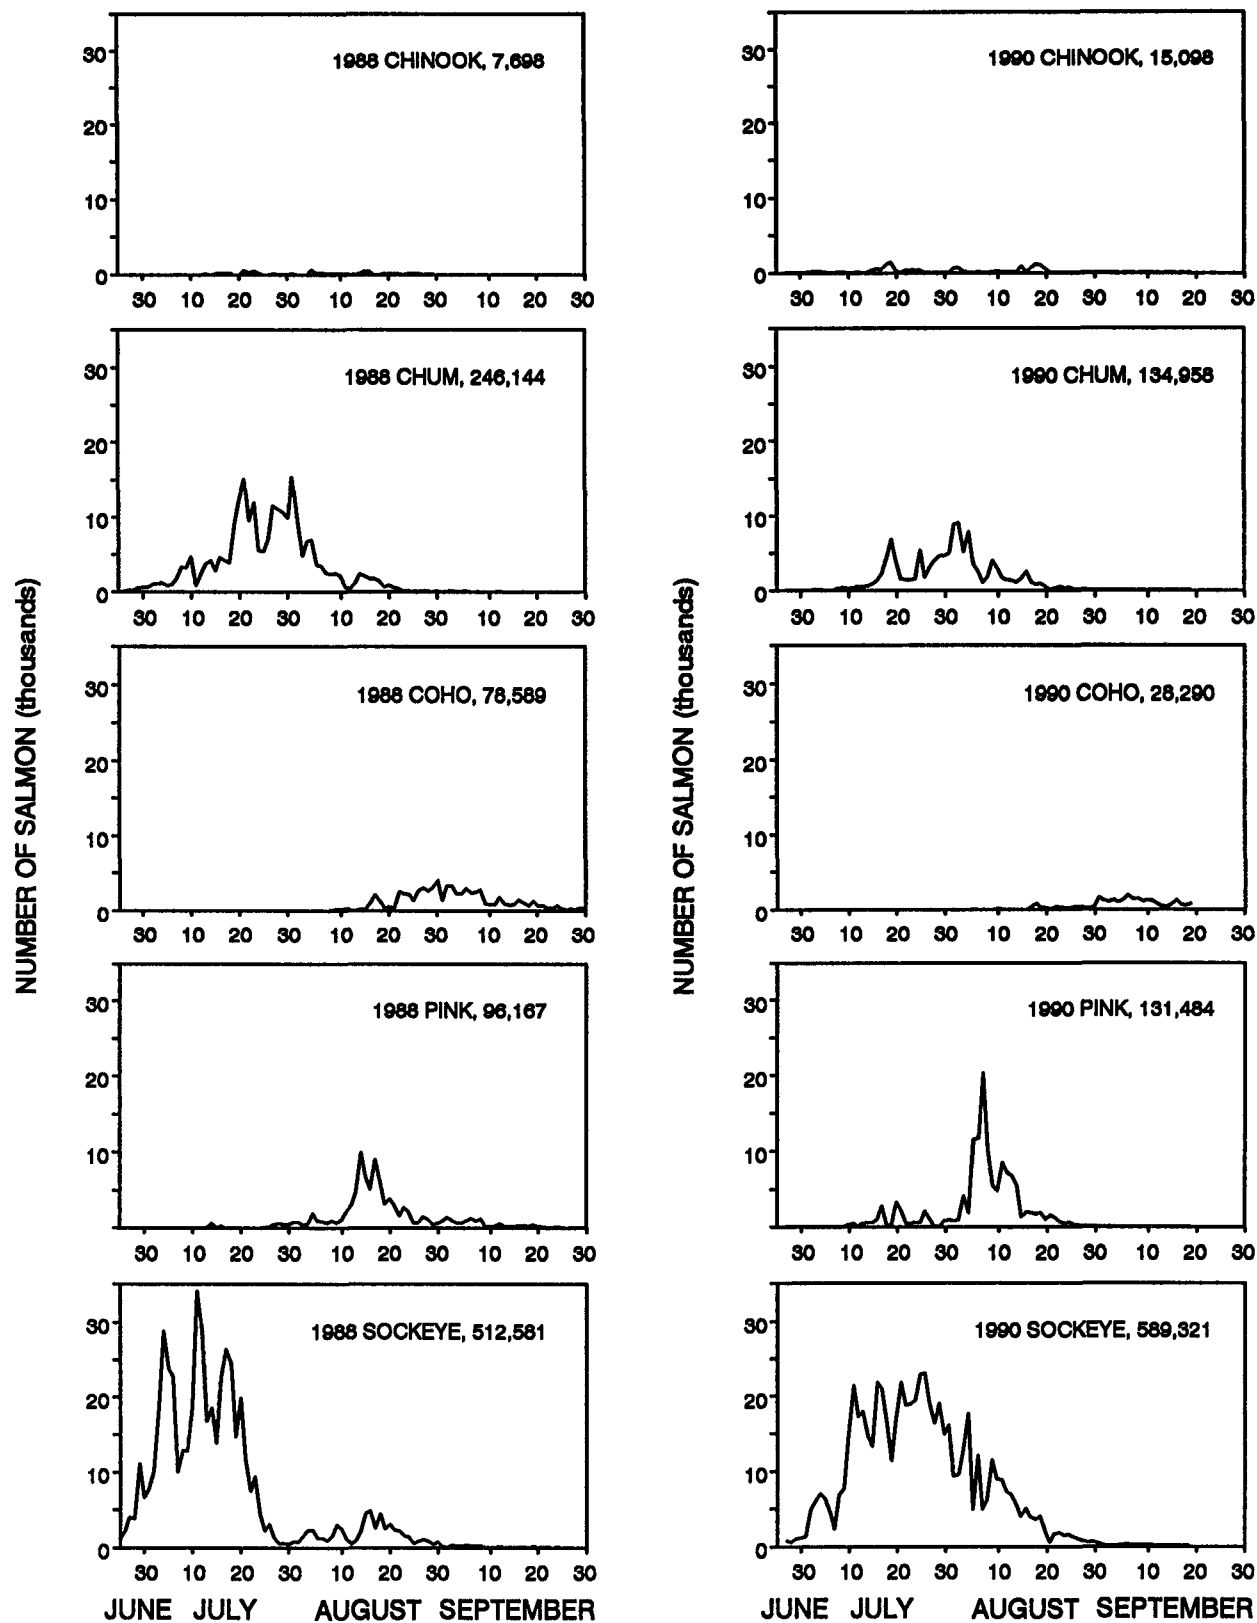 NUMBER OF SALMON (thousands)
1988 CHINOOK, 7,698
30
20
10
0
30 10 20 30 10 20 30 10 20 30
1988 CHUM, 246,144
30
20
10
0
30 10 20 30 10 20 30 10 20 30
1988 COHO, 78,589
30
20
10
0
30 10 20 30 10 20 30 10 20 30
1988 PINK, 96,167
30
20
10
0
30 10 20 30 10 20 30 10 20 30
1988 SOCKEYE, 512,581
30
20
10
0
30 10 20 30 10 20 30 10 20 30
JUNE JULY AUGUST SEPTEMBER
NUMBER OF SALMON (thousands)
1990 CHINOOK, 15,098
30
20
10
0
30 10 20 30 10 20 30 10 20 30
1990 CHUM, 134,958
30
20
10
0
30 10 20 30 10 20 30 10 20 30
1990 COHO, 28,290
30
20
10
0
30 10 20 30 10 20 30 10 20 30
1990 PINK, 131,484
30
20
10
0
30 10 20 30 10 20 30 10 20 30
1990 SOCKEYE, 589,321
30
20
10
0
30 10 20 30 10 20 30 10 20 30
JUNE JULY AUGUST SEPTEMBER